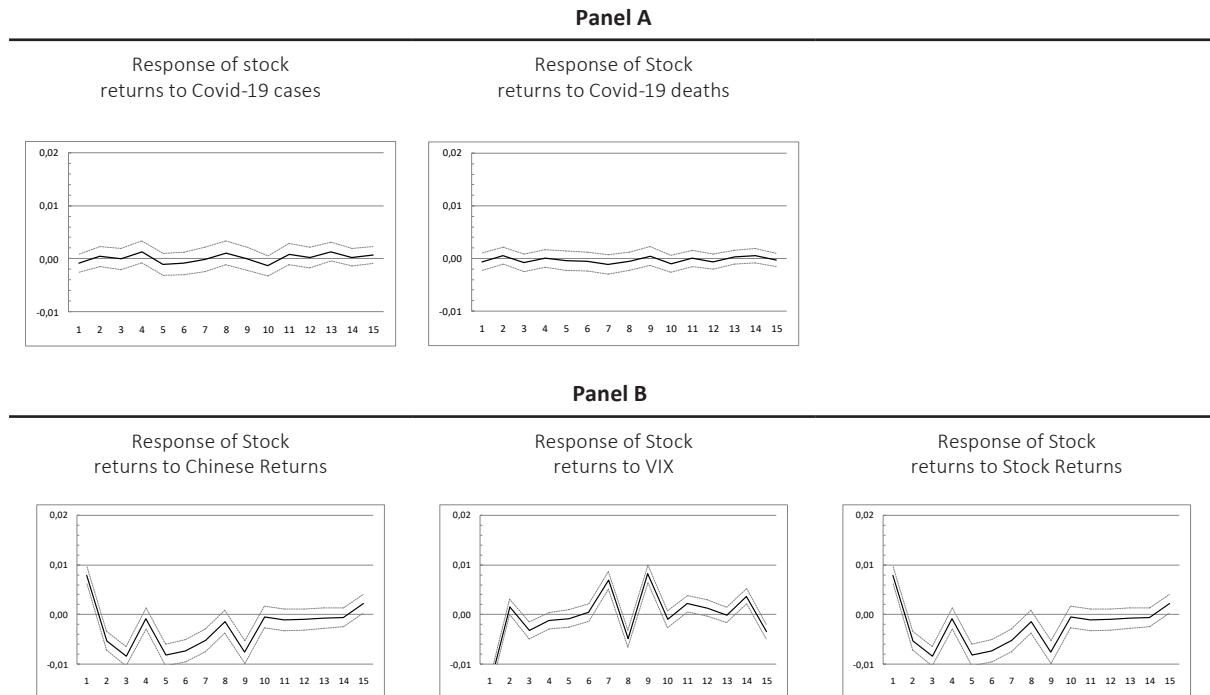 Panel A
Response of stock
returns to Covid-19 cases
Response of Stock
returns to Covid-19 deaths
0,02
0,01
0,00
-0,01
1 2 3 4 5 6 7 8 9 10 11 12 13 14 15
0,02
0,01
0,00
-0,01
1 2 3 4 5 6 7 8 9 10 11 12 13 14 15
Panel B
Response of Stock
returns to Chinese Returns
Response of Stock
returns to VIX
Response of Stock
returns to Stock Returns
0,02
0,01
0,00
-0,01
1 2 3 4 5 6 7 8 9 10 11 12 13 14 15
0,02
0,01
0,00
-0,01
1 2 3 4 5 6 7 8 9 10 11 12 13 14 15
0,02
0,01
0,00
-0,01
1 2 3 4 5 6 7 8 9 10 11 12 13 14 15